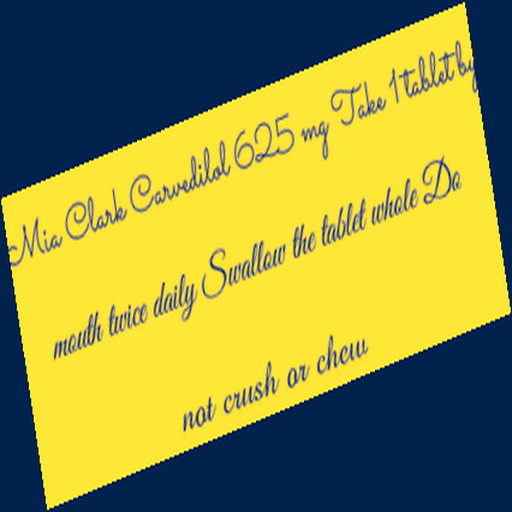 Mia Clark Carvedilol 625 mg Take 1 tablet by
mouth twice daily Swallow the tablet whole Do
not crush or chew